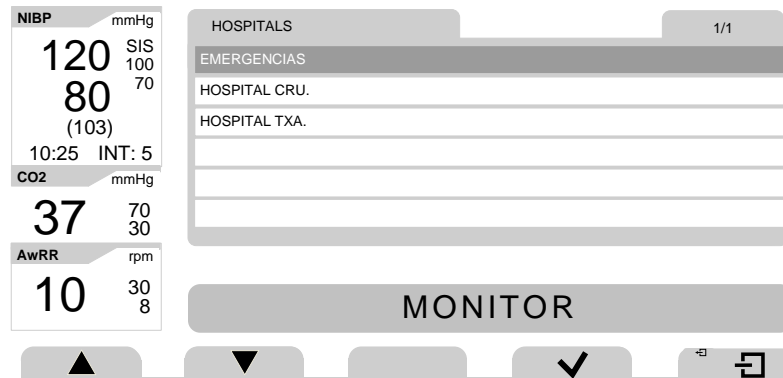 NIBP mmHg
120 SIS
100
80 70
(103)
10:25 INT: 5
CO2 mmHg
37 70
30
AwRR rpm
10 30
8
HOSPITALS 1/1
EMERGENCIAS
HOSPITAL CRU.
HOSPITAL TXA.
MONITOR